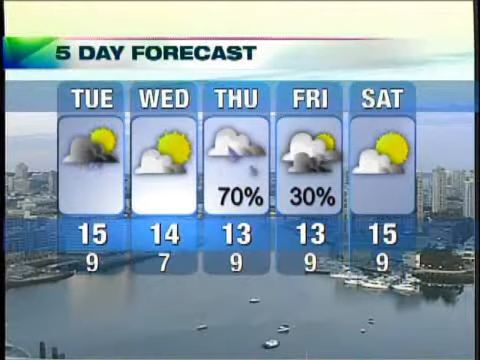 5 DAY FORECAST
TUE WED THU FRI SAT
70% 30%
15 14 13 13 15
9 7 9 9 9